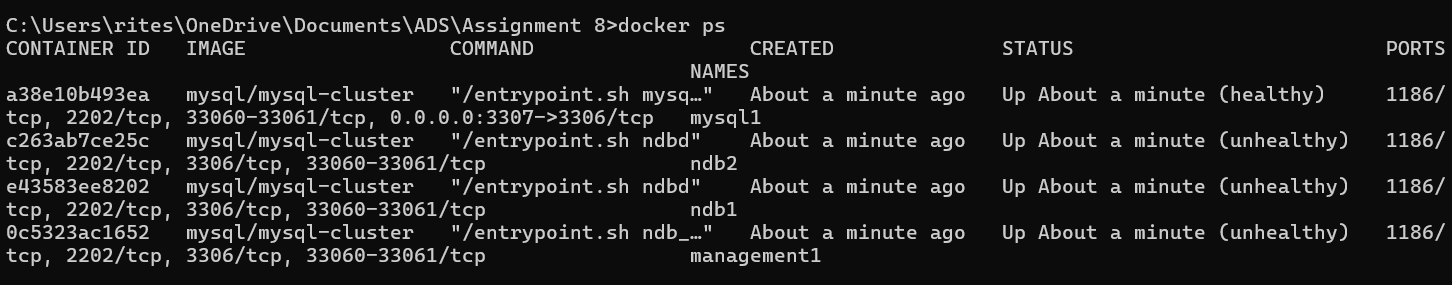 C:\Users\rites\OneDrive\Documents\ADS\Assignment 8>docker ps
CONTAINER ID   IMAGE                 COMMAND                  CREATED              STATUS                          PORTS
                                                         NAMES
a38e10b493ea   mysql/mysql-cluster   "/entrypoint.sh mysq…"   About a minute ago   Up About a minute (healthy)     1186/
tcp, 2202/tcp, 33060-33061/tcp, 0.0.0.0:3307->3306/tcp   mysql1
c263ab7ce25c   mysql/mysql-cluster   "/entrypoint.sh ndbd"    About a minute ago   Up About a minute (unhealthy)   1186/
tcp, 2202/tcp, 3306/tcp, 33060-33061/tcp                 ndb2
e43583ee8202   mysql/mysql-cluster   "/entrypoint.sh ndbd"    About a minute ago   Up About a minute (unhealthy)   1186/
tcp, 2202/tcp, 3306/tcp, 33060-33061/tcp                 ndb1
0c5323ac1652   mysql/mysql-cluster   "/entrypoint.sh ndb_…"   About a minute ago   Up About a minute (unhealthy)   1186/
tcp, 2202/tcp, 3306/tcp, 33060-33061/tcp                 management1